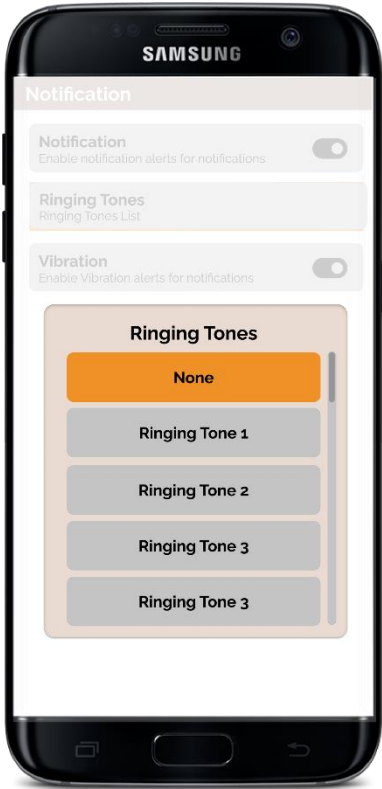 SAMSUNG
Notification
Notification
Enable notification alerts for notifications
Ringing Tones
Ringing Tones List
Vibration
Enable Vibration alerts for notifications
Ringing Tones
None
Ringing Tone 1
Ringing Tone 2
Ringing Tone 3
Ringing Tone 3